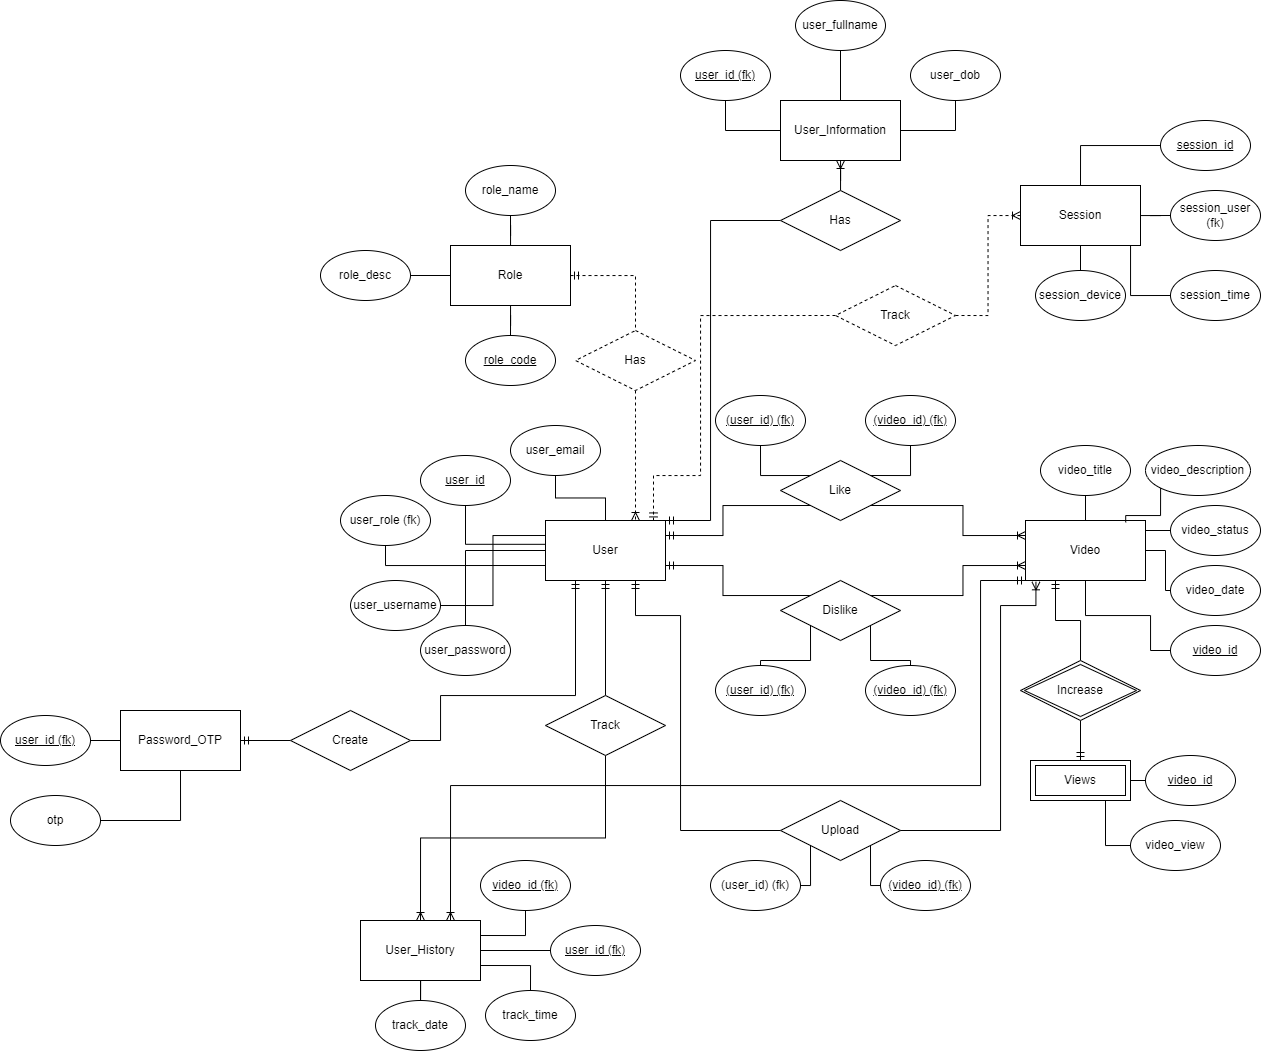 user_fullname
user_id (fk)
user_dob
User_Information
session_id
role_name
Has
Session
session_user
(fk)
role_desc
Role
session_device
session_time
Track
Has
role_code
(user_id) (fk)
(video_id) (fk)
user_email
video_title
video_description
user_id
Like
user_role (fk)
video_status
User
Video
video_date
user_username
Dislike
user_password
video_id
(user_id) (fk)
(video_id) (fk)
Increase
Track
user_id (fk)
Password_OTP
Create
Views
video_id
otp
Upload
video_view
video_id (fk)
(user_id) (fk)
(video_id) (fk)
User_History
user_id (fk)
track_time
track_date